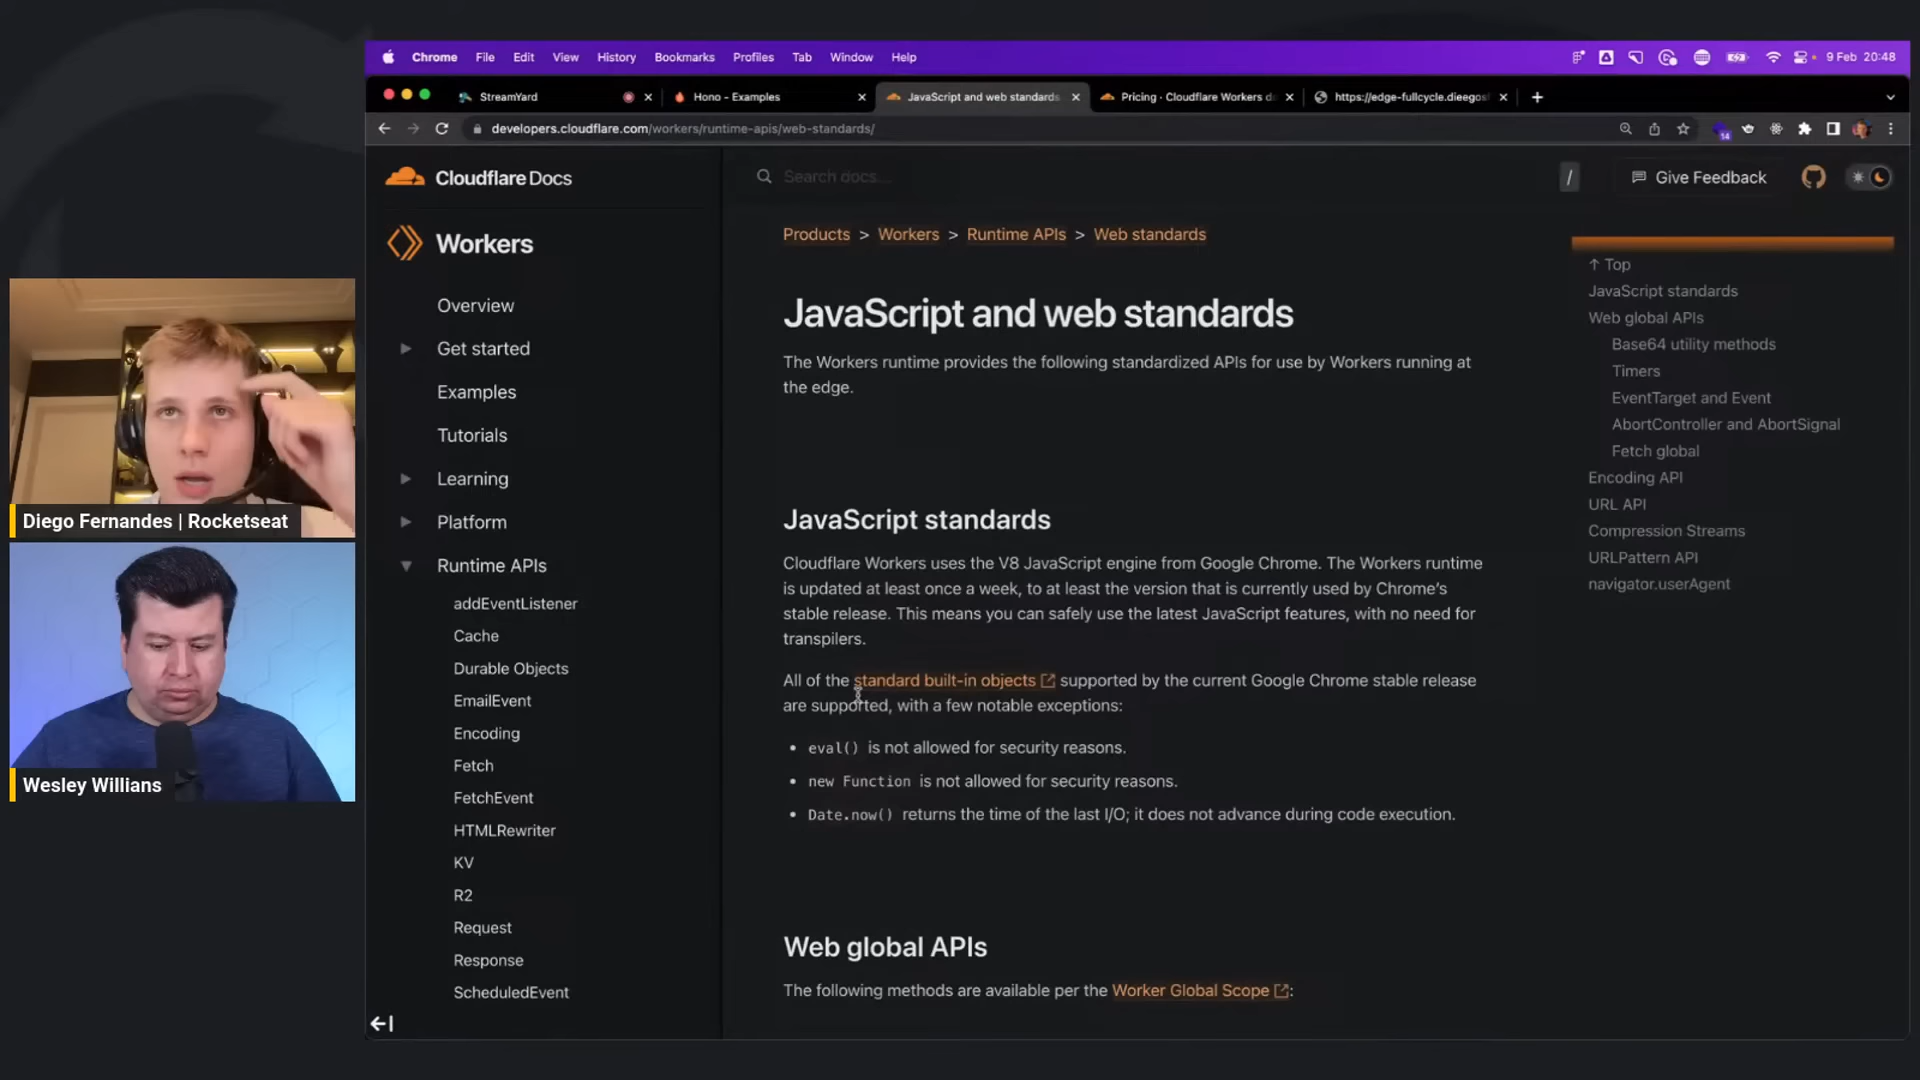 Chrome File Edit View History Bookmarks Profiles Tab Window Help 9 Feb 20:48
StreamYard
Hono - Examples
JavaScript and web standards
Pricing · Cloudflare Workers d
https://edge-fullcycle.dieegos
developers.cloudflare.com/workers/runtime-apis/web-standards/
14
Cloudflare Docs
Search docs...
/
Give Feedback
Workers
Overview
Get started
Examples
Tutorials
Learning
Platform
Runtime APIs
addEventListener
Cache
Durable Objects
EmailEvent
Encoding
Fetch
FetchEvent
HTMLRewriter
KV
R2
Request
Response
ScheduledEvent
Products > Workers > Runtime APIs > Web standards
JavaScript and web standards
The Workers runtime provides the following standardized APIs for use by Workers running at
the edge.
JavaScript standards
Cloudflare Workers uses the V8 JavaScript engine from Google Chrome. The Workers runtime
is updated at least once a week, to at least the version that is currently used by Chrome's
stable release. This means you can safely use the latest JavaScript features, with no need for
transpilers.
All of the standard built-in objects supported by the current Google Chrome stable release
are supported, with a few notable exceptions:
• eval() is not allowed for security reasons.
• new Function is not allowed for security reasons.
• Date.now() returns the time of the last I/O; it does not advance during code execution.
Web global APIs
The following methods are available per the Worker Global Scope :
↑ Top
JavaScript standards
Web global APIs
Base64 utility methods
Timers
EventTarget and Event
AbortController and AbortSignal
Fetch global
Encoding API
URL API
Compression Streams
URLPattern API
navigator.userAgent
Diego Fernandes | Rocketseat
Wesley Willians